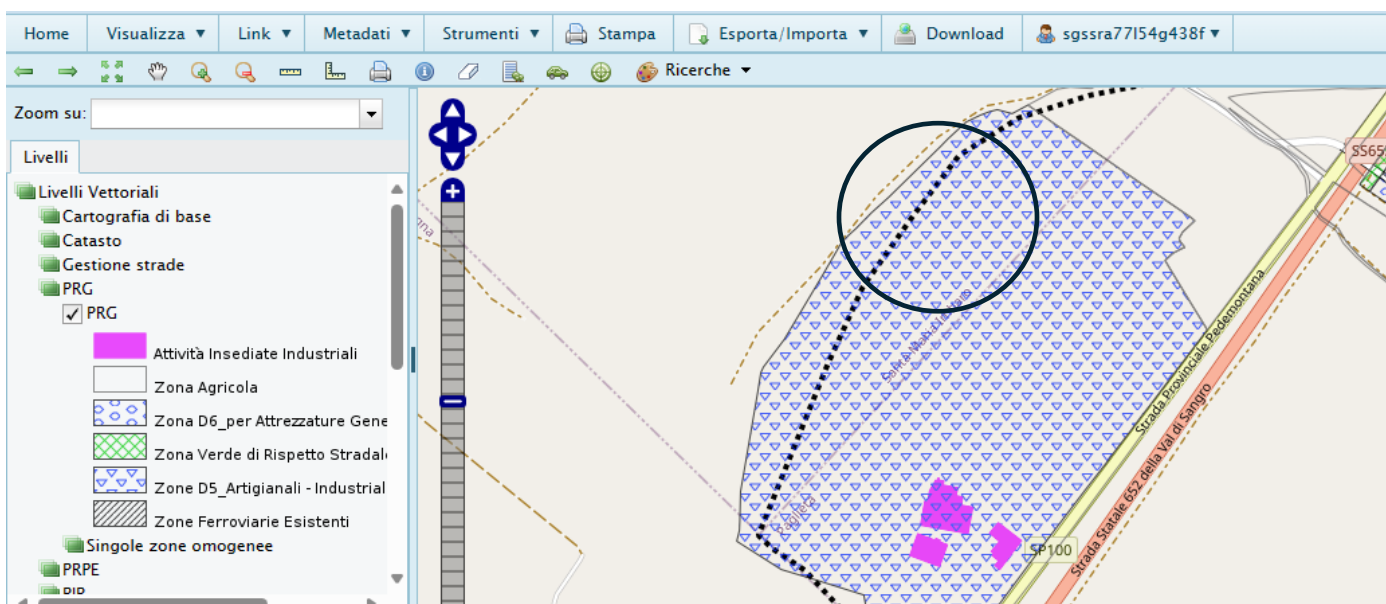 Home Visualizza ▼ Link ▼ Metadati ▼ Strumenti ▼ Stampa Esporta/Importa ▼ Download sgssra77l54g438f ▼
Ricerche ▼
Zoom su:
Livelli
Livelli Vettoriali
Cartografia di base
Catasto
Gestione strade
PRG
PRG
Attività Insediate Industriali
Zona Agricola
Zona D6_per Attrezzature Gene
Zona Verde di Rispetto Stradal
Zone D5_Artigianali - Industrial
Zone Ferroviarie Esistenti
Singole zone omogenee
PRPE
PIP
SS65
Strada Provinciale Pedemontana
Strada Statale 652 della Val di Sangro
SP100
Paglieta